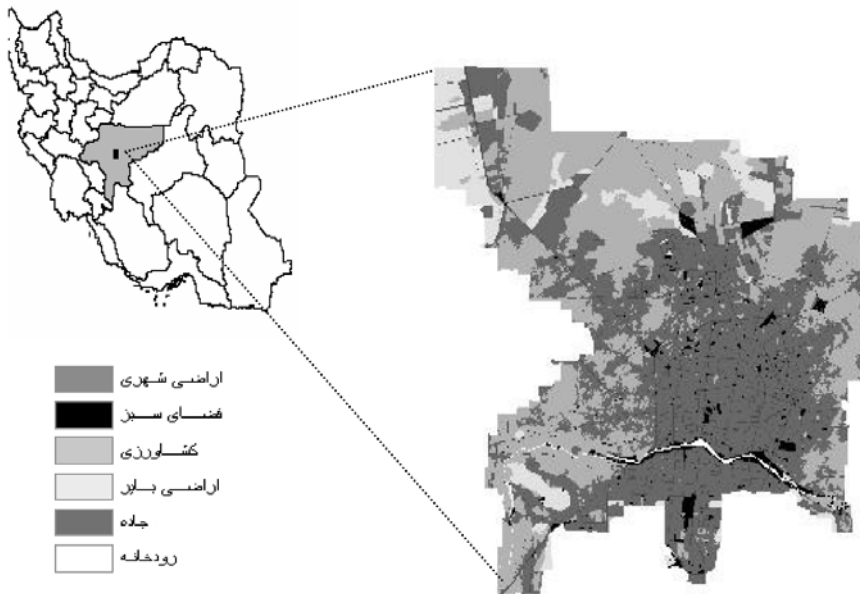 اراضی شهری
فضای سبز
کشاورزی
اراضی بایر
جاده
رودخانه